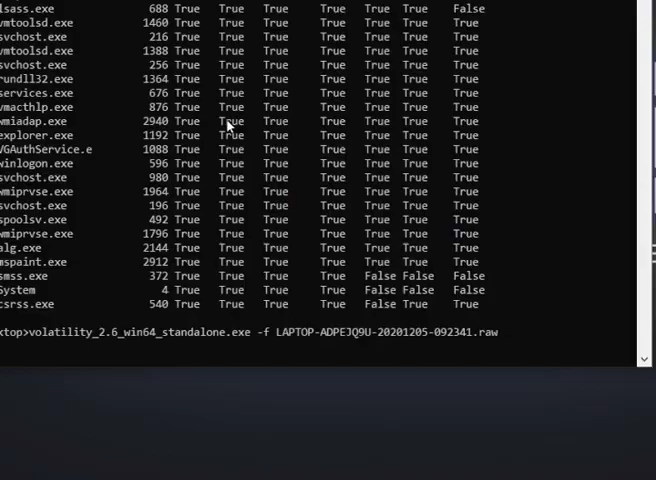 lsass.exe 688 True True True True True False
vmtoolsd.exe 1460 True True True True True True
svchost.exe 216 True True True True True True
vmtoolsd.exe 1388 True True True True True True
svchost.exe 256 True True True True True True
rundll32.exe 1364 True True True True True True
services.exe 676 True True True True True True
vmacthlp.exe 876 True True True True True True
wmiadap.exe 2940 True True True True True True
explorer.exe 1192 True True True True True True
VGAuthService.e 1088 True True True True True True
winlogon.exe 596 True True True True True True
svchost.exe 980 True True True True True True
wmiprvse.exe 1964 True True True True True True
svchost.exe 196 True True True True True True
spoolsv.exe 492 True True True True True True
wmiprvse.exe 1796 True True True True True True
alg.exe 2144 True True True True True True
mspaint.exe 2912 True True True True True True
smss.exe 372 True True True False False False
System 4 True True True False False False
csrss.exe 540 True True True False True True
ktop>volatility_2.6_win64_standalone.exe -f LAPTOP-ADPEJQ9U-20201205-092341.raw